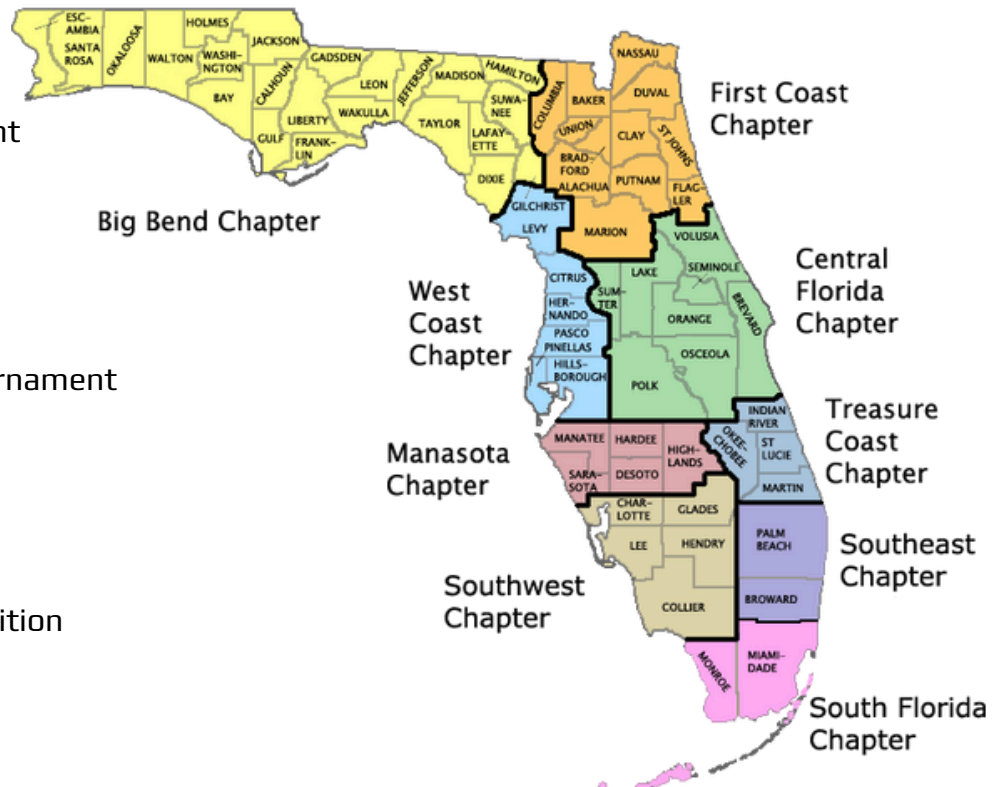 ESC-
AMBIA
SANTA
ROSA
OKALOOSA
WALTON
HOLMES
WASHI-
NGTON
JACKSON
BAY
CALHOUN
GADSDEN
LIBERTY
GULF
FRANK-
LIN
LEON
WAKULLA
JEFFERSON
MADISON
HAMILTON
TAYLOR
SUWA-
NEE
LAFAY-
ETTE
DIXIE
Big Bend Chapter
nt
NASSAU
COLUMBIA
BAKER
DUVAL
UNION
CLAY
ST JOHNS
BRAD-
FORD
ALACHUA
PUTNAM
FLAG-
LER
MARION
First Coast
Chapter
GILCHRIST
LEVY
CITRUS
HER-
NANDO
PASCO
PINELLAS
HILLS-
BOROUGH
West
Coast
Chapter
rnament
VOLUSIA
LAKE
SEMINOLE
SUM-
TER
ORANGE
BREVARD
OSCEOLA
POLK
Central
Florida
Chapter
INDIAN
RIVER
OKEE-
CHOBEE
ST
LUCIE
MARTIN
Treasure
Coast
Chapter
MANATEE
HARDEE
HIGH-
LANDS
SARA-
SOTA
DESOTO
Manasota
Chapter
CHAR-
LOTTE
GLADES
LEE
HENDRY
COLLIER
Southwest
Chapter
PALM
BEACH
BROWARD
Southeast
Chapter
ition
MONROE
MIAMI-
DADE
South Florida
Chapter